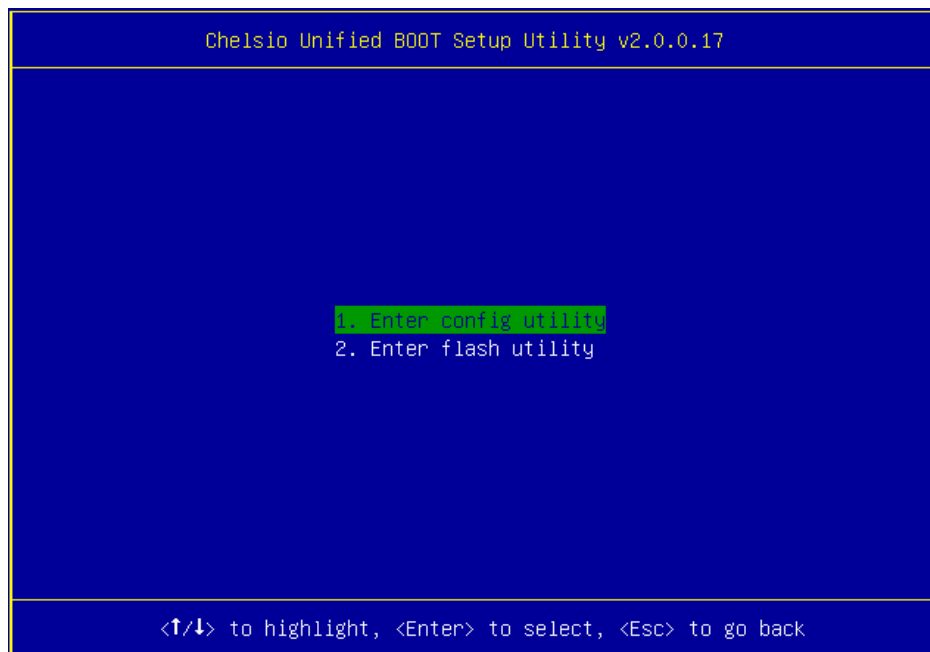 Chelsio Unified BOOT Setup Utility v2.0.0.17
1. Enter config utility
2. Enter flash utility
<↑/↓> to highlight, <Enter> to select, <Esc> to go back